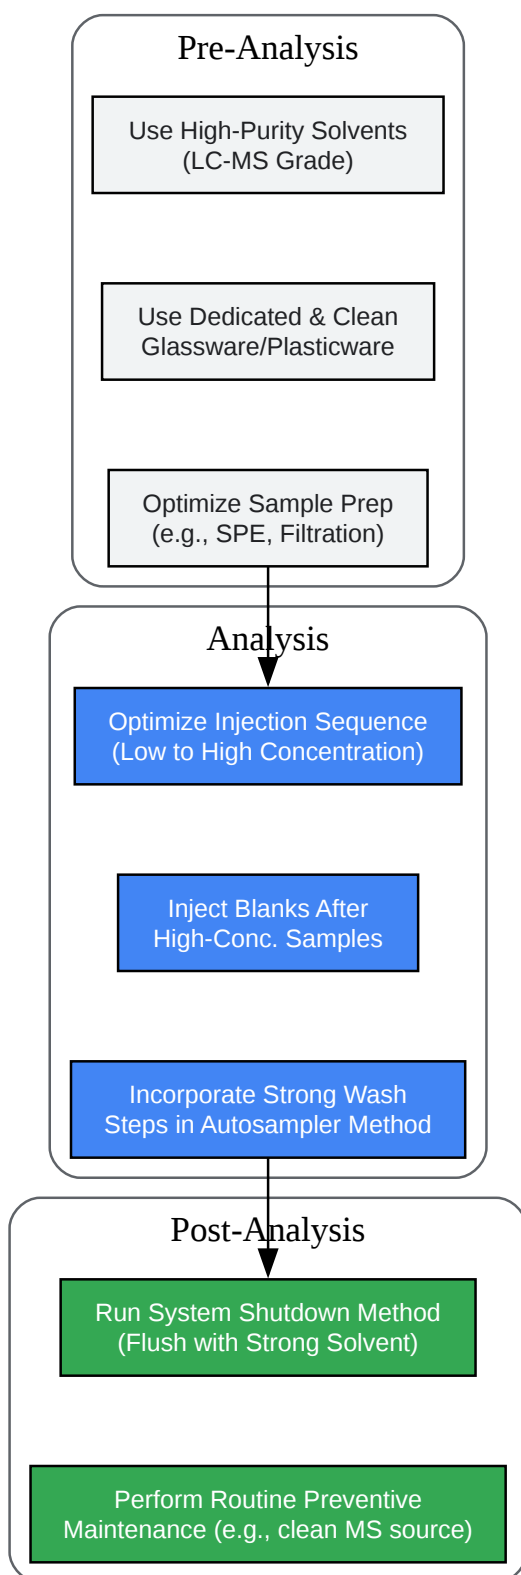 Pre-Analysis
Use High-Purity Solvents
(LC-MS Grade)
Use Dedicated & Clean
Glassware/Plasticware
Optimize Sample Prep
(e.g., SPE, Filtration)
Analysis
Optimize Injection Sequence
(Low to High Concentration)
Inject Blanks After
High-Conc. Samples
Incorporate Strong Wash
Steps in Autosampler Method
Post-Analysis
Run System Shutdown Method
(Flush with Strong Solvent)
Perform Routine Preventive
Maintenance (e.g., clean MS source)